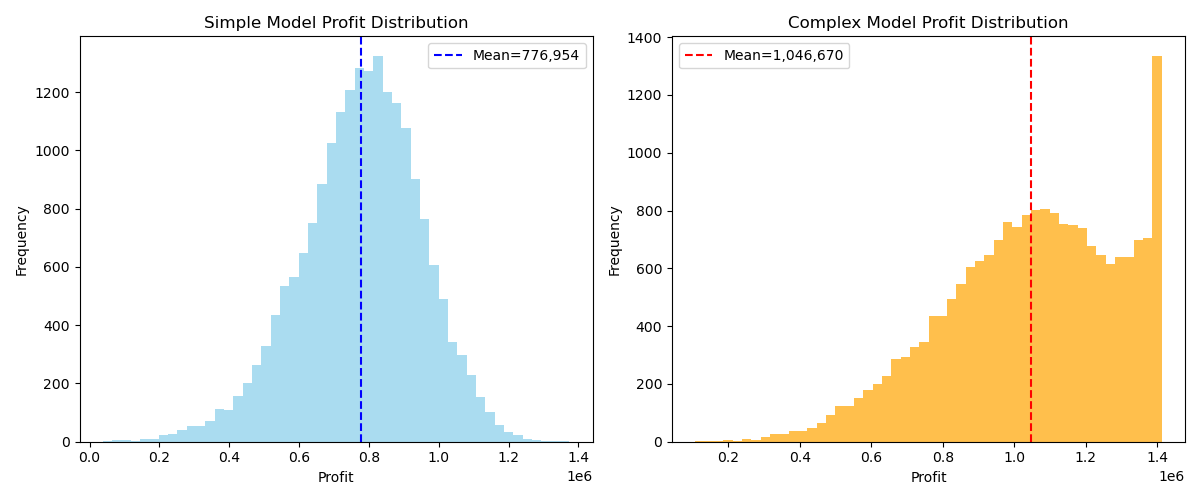 Simple Model Profit Distribution
Mean=776,954
Frequency
1200
1000
800
600
400
200
0
0.0 0.2 0.4 0.6 0.8 1.0 1.2 1.4
1e6
Profit
Complex Model Profit Distribution
Mean=1,046,670
Frequency
1400
1200
1000
800
600
400
200
0
0.2 0.4 0.6 0.8 1.0 1.2 1.4
1e6
Profit